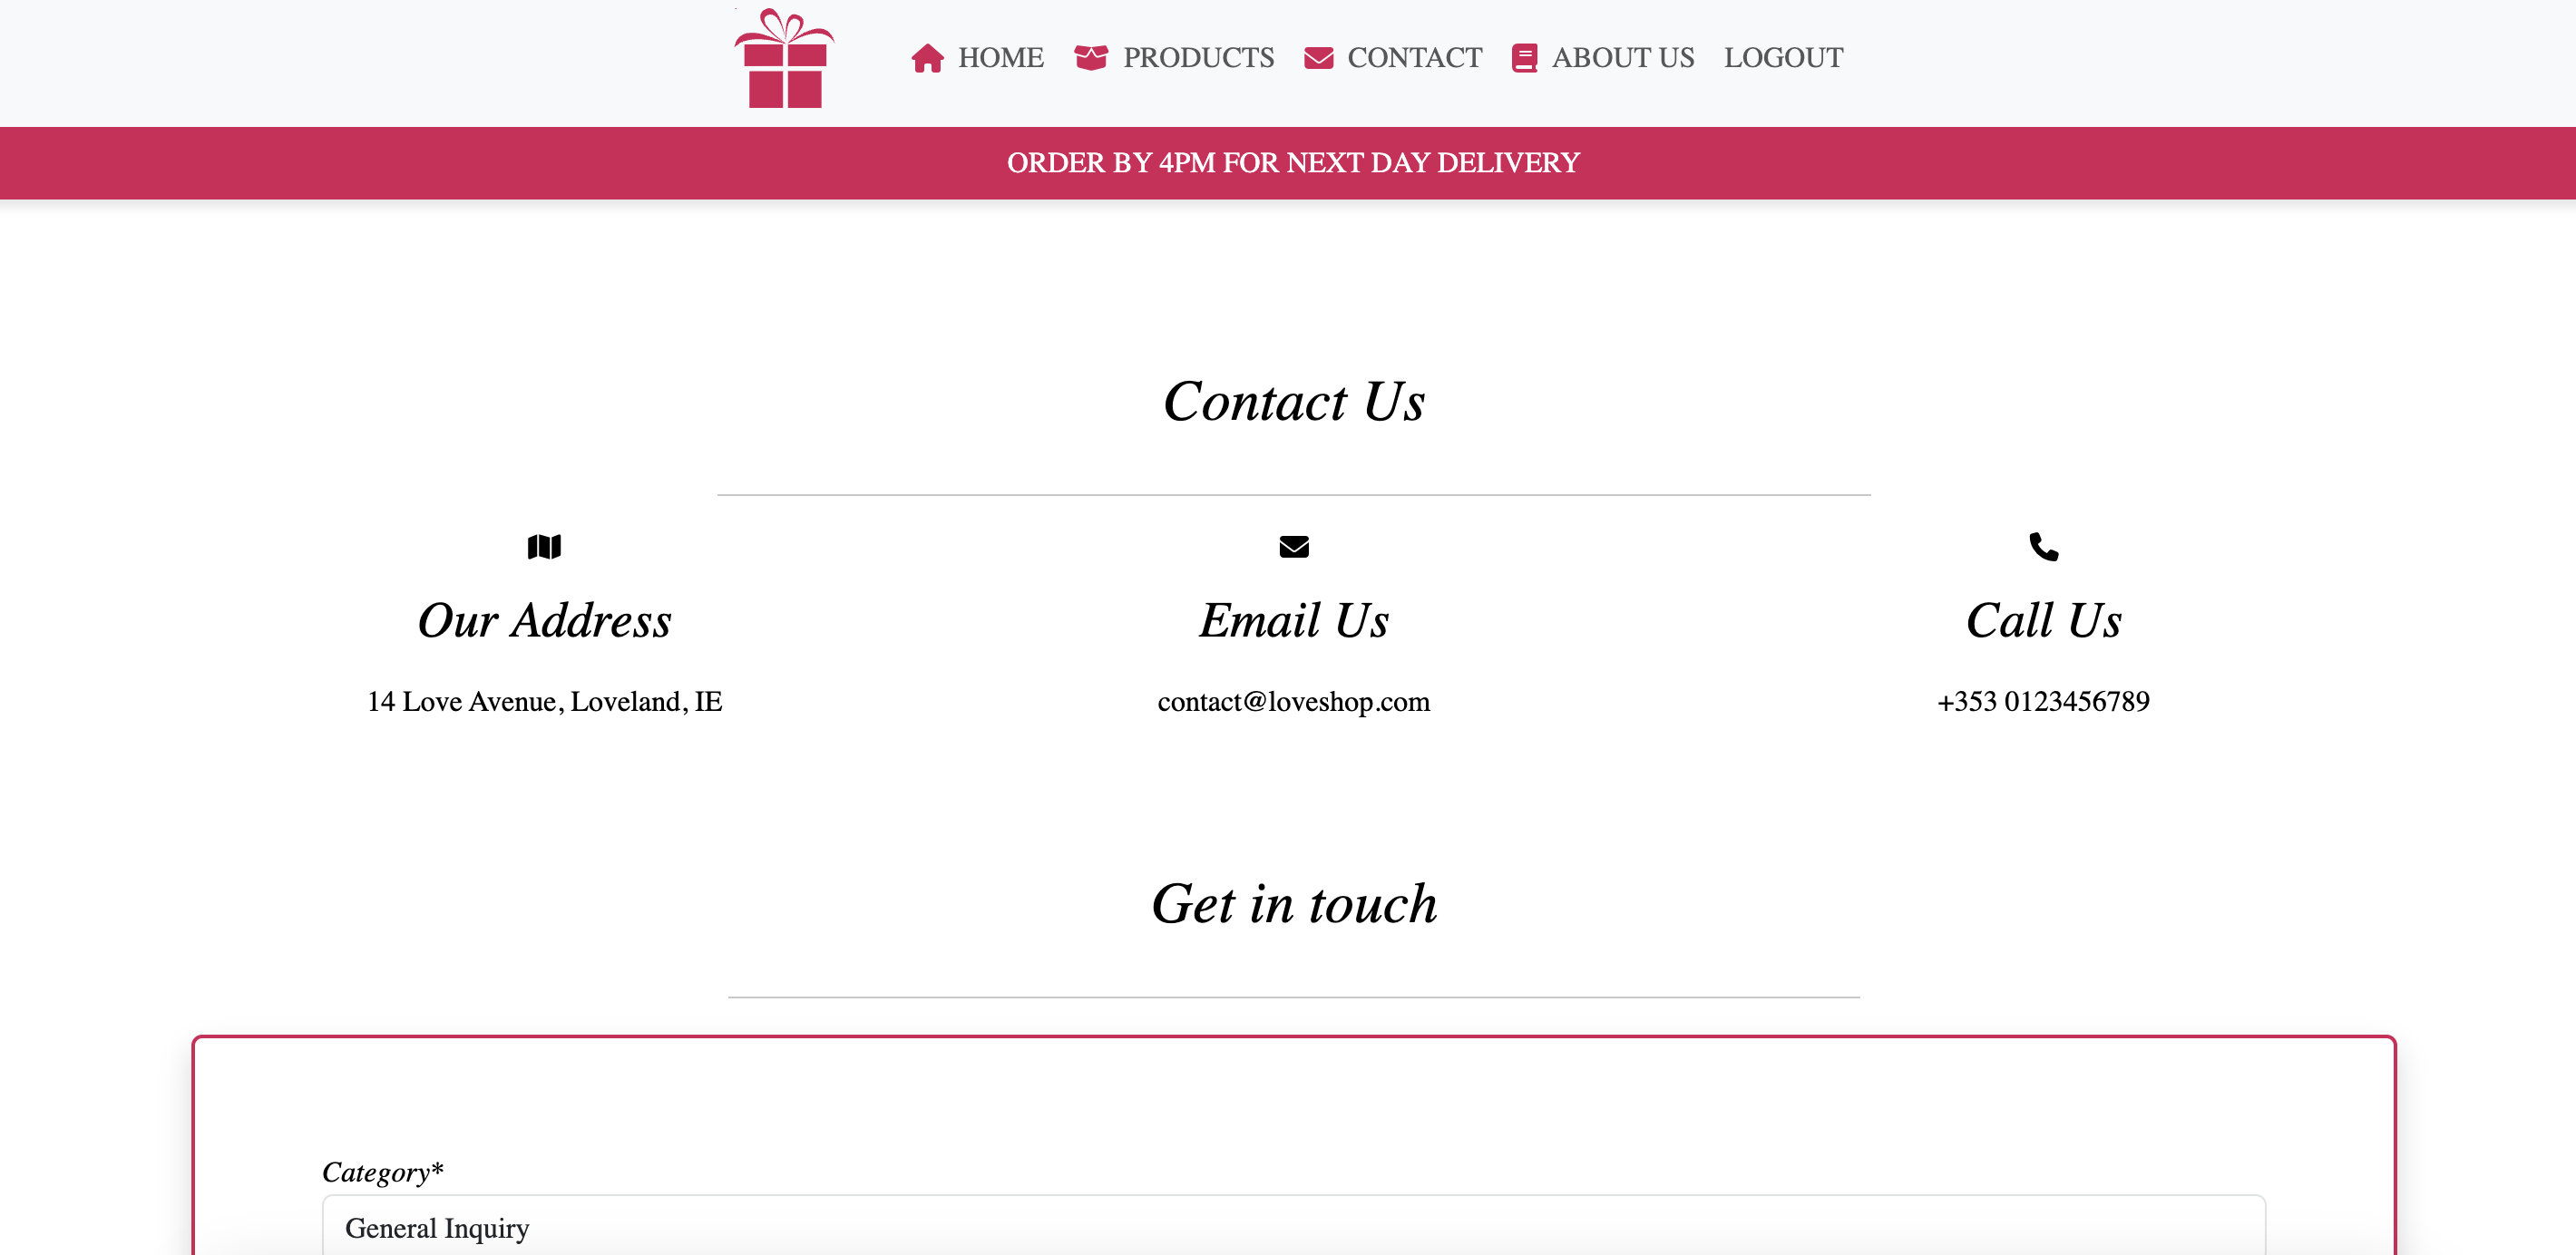 HOME PRODUCTS CONTACT ABOUT US LOGOUT
ORDER BY 4PM FOR NEXT DAY DELIVERY
Contact Us
Our Address
14 Love Avenue, Loveland, IE
Email Us
contact@loveshop.com
Call Us
+353 0123456789
Get in touch
Category*
General Inquiry